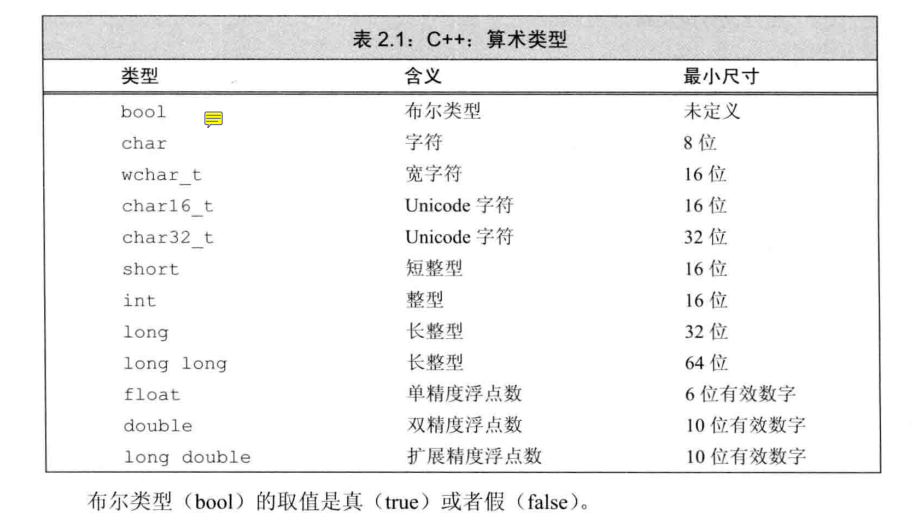 表 2.1：C++：算术类型
类型 含义 最小尺寸
bool 布尔类型 未定义
char 字符 8 位
wchar_t 宽字符 16 位
char16_t Unicode 字符 16 位
char32_t Unicode 字符 32 位
short 短整型 16 位
int 整型 16 位
long 长整型 32 位
long long 长整型 64 位
float 单精度浮点数 6 位有效数字
double 双精度浮点数 10 位有效数字
long double 扩展精度浮点数 10 位有效数字
布尔类型（bool）的取值是真（true）或者假（false）。